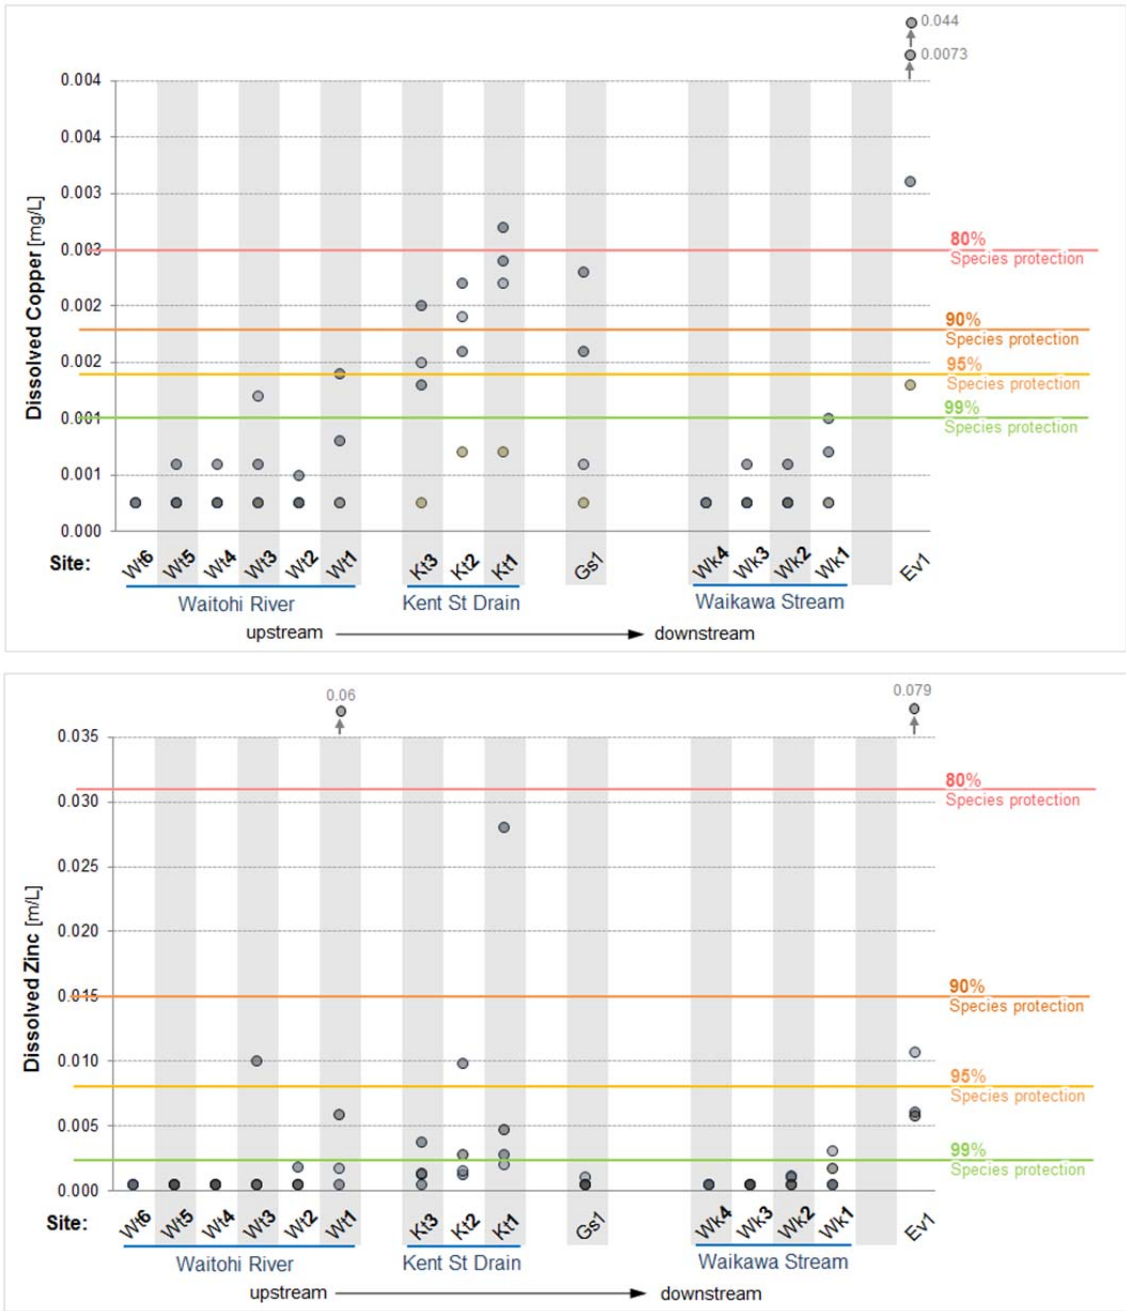 0.044
0.0073
0.004
0.004
0.003
0.003
0.002
0.002
0.001
0.001
0.000
Dissolved Copper [mg/L]
80%
Species protection
90%
Species protection
95%
Species protection
99%
Species protection
Site: Wt6 Wt5 Wt4 Wt3 Wt2 Wt1 Kt3 Kt2 Kt1 Gs1 Wk4 Wk3 Wk2 Wk1 Ev1
Waitohi River Kent St Drain Waikawa Stream
upstream downstream
0.06 0.079
0.035
0.030
0.025
0.020
0.015
0.010
0.005
0.000
Dissolved Zinc [m/L]
80%
Species protection
90%
Species protection
95%
Species protection
99%
Species protection
Site: Wt6 Wt5 Wt4 Wt3 Wt2 Wt1 Kt3 Kt2 Kt1 Gs1 Wk4 Wk3 Wk2 Wk1 Ev1
Waitohi River Kent St Drain Waikawa Stream
upstream downstream